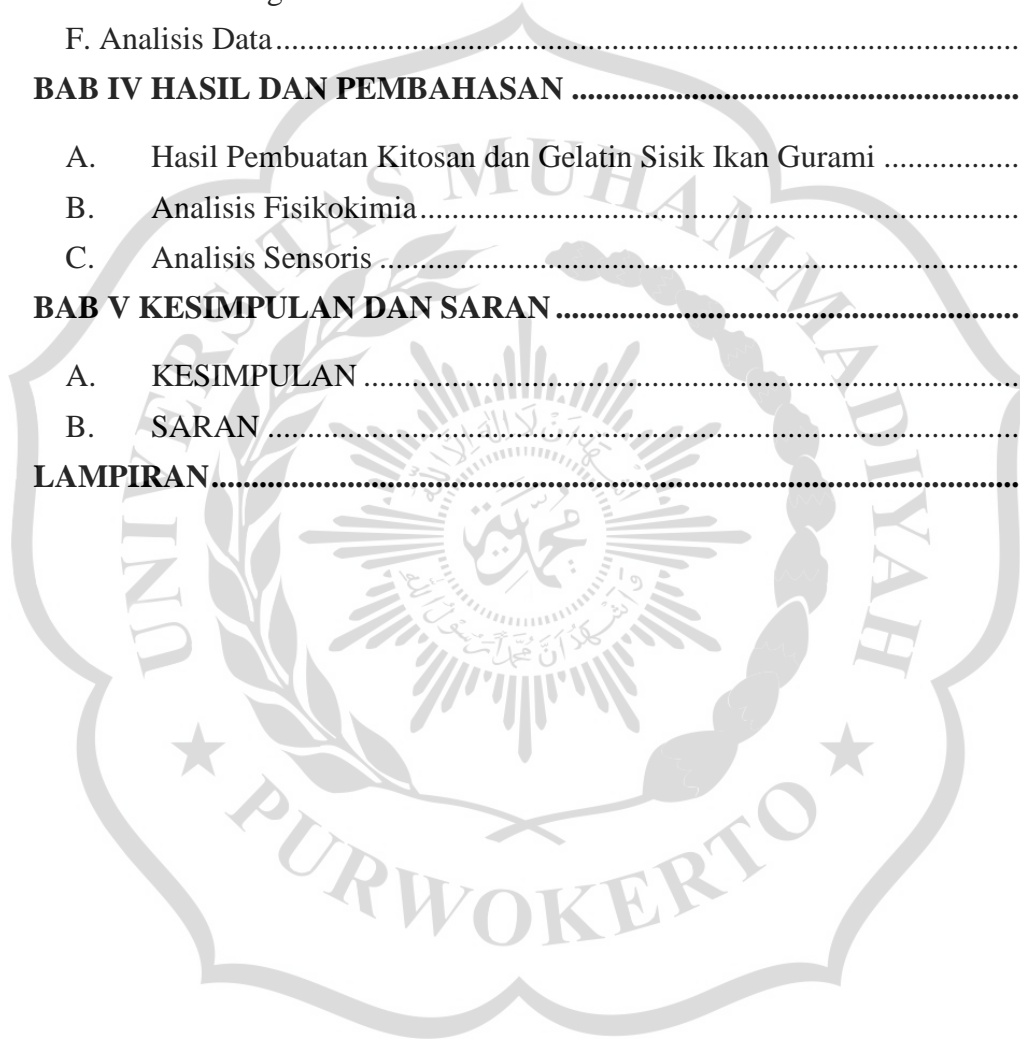 F. Analisis Data................................................................
BAB IV HASIL DAN PEMBAHASAN ................................................
A. Hasil Pembuatan Kitosan dan Gelatin Sisik Ikan Gurami .................
B. Analisis Fisikokimia................................................................
C. Analisis Sensoris ................................................................
BAB V KESIMPULAN DAN SARAN ................................................
A. KESIMPULAN ................................................................
B. SARAN ................................................................
LAMPIRAN................................................................
UNIVERSITAS MUHAMMADIYAH
★ PURWOKERTO ★